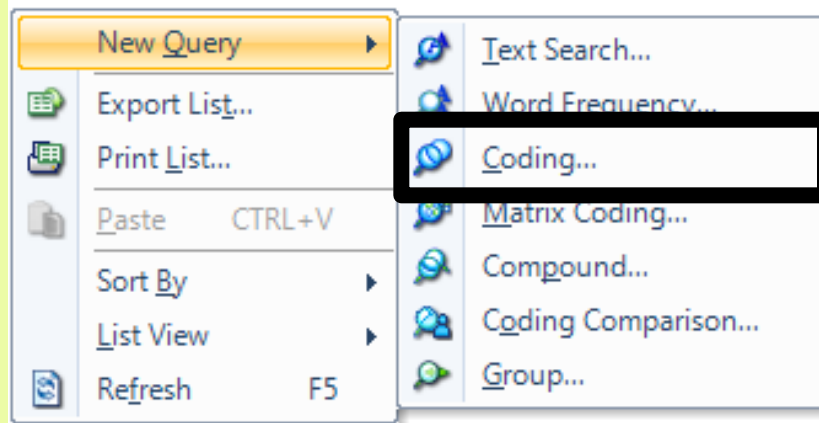 New Query
Export List...
Print List...
Paste CTRL+V
Sort By
List View
Refresh F5
Text Search...
Word Frequency...
Coding...
Matrix Coding...
Compound...
Coding Comparison...
Group...